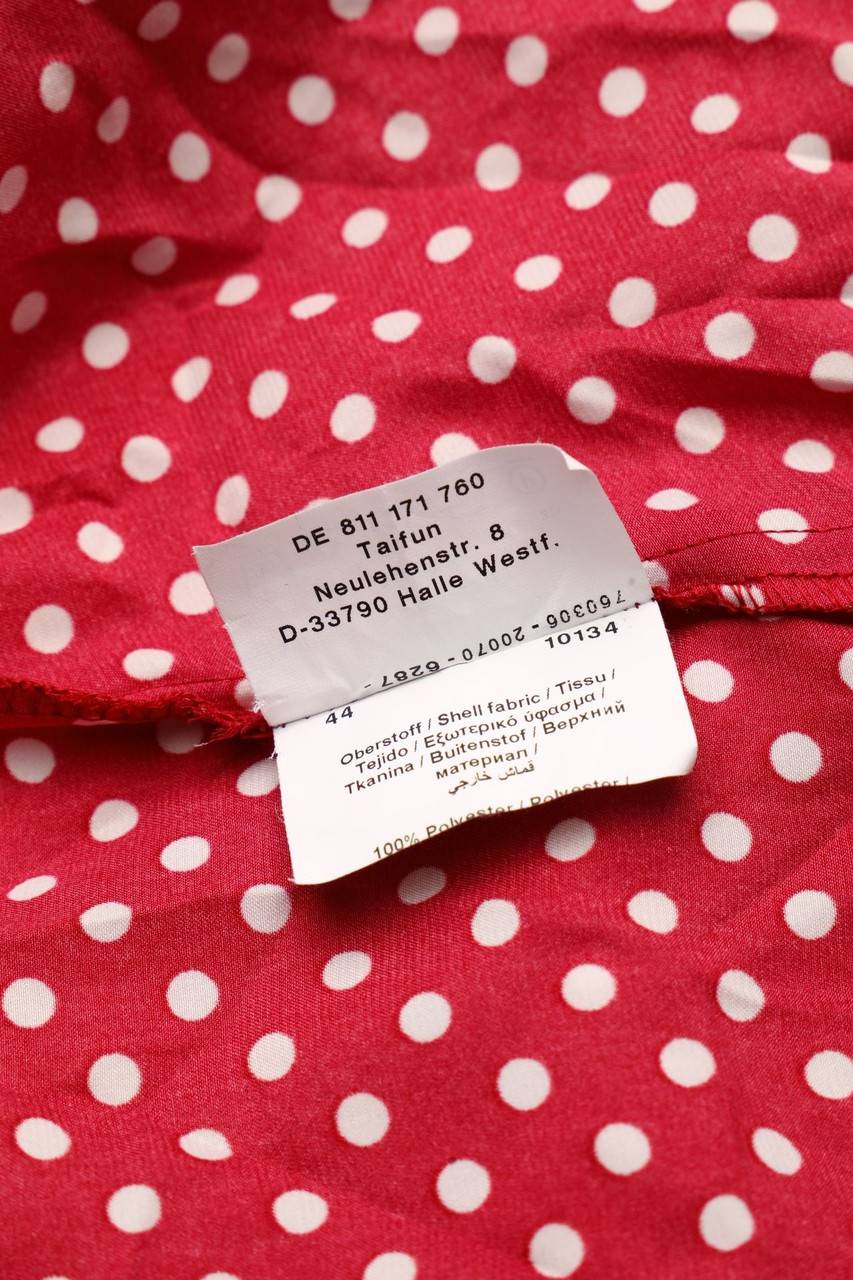 DE 811 171 760
Taifun
Neulehenstr. 8
D-33790 Halle Westf.
760306 - 20070 - 6287 -
10134
44
Oberstoff / Shell fabric / Tissu /
Tejido / Εξωτερικό ύφασμα /
Tkanina / Buitenstof / Верхний
материал /
قماش خارجي
100% Polyester / Polyester /